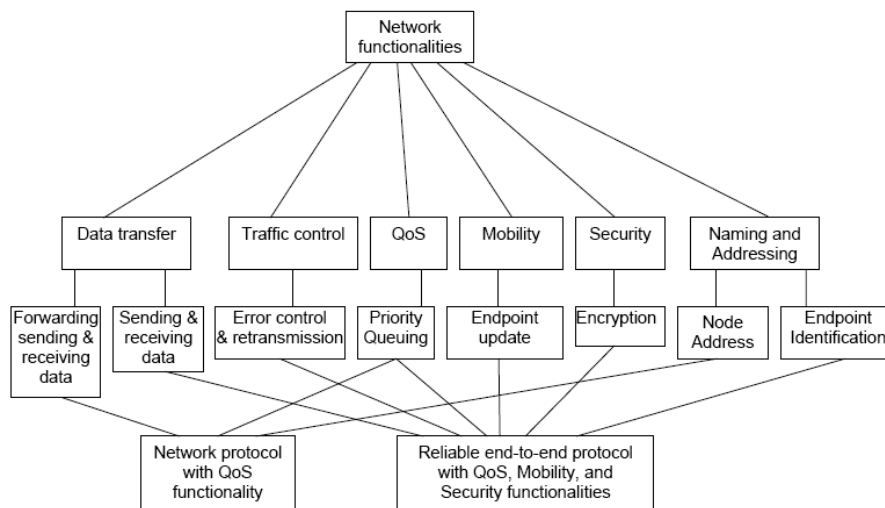 Network
functionalities
Data transfer
Traffic control
QoS
Mobility
Security
Naming and
Addressing
Forwarding
sending &
receiving
data
Sending &
receiving
data
Error control
& retransmission
Priority
Queuing
Endpoint
update
Encryption
Node
Address
Endpoint
Identification
Network protocol
with QoS
functionality
Reliable end-to-end protocol
with QoS, Mobility, and
Security functionalities